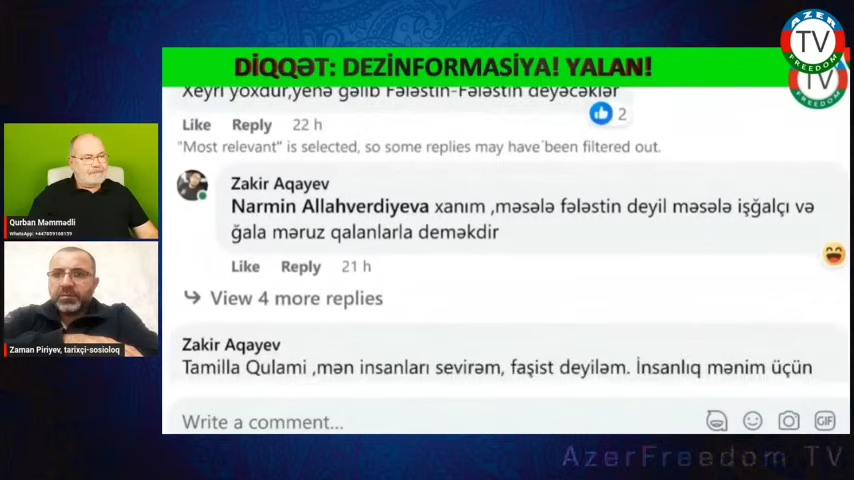 AZER
TV
FREEDOM
TV
FREEDOM
DİQQƏT: DEZİNFORMASİYA! YALAN!
Xeyri yoxdur,yenə gəlib Fələstin-Fələstin deyəcəklər
2
Like Reply 22 h
"Most relevant" is selected, so some replies may have been filtered out.
Zakir Aqayev
Narmin Allahverdiyeva xanım ,məsələ fələstin deyil məsələ işğalçı və
ğala məruz qalanlarla deməkdir
Like Reply 21 h
View 4 more replies
Zakir Aqayev
Tamilla Qulami ,mən insanları sevirəm, faşist deyiləm. İnsanlıq mənim üçün
Write a comment...
GIF
Qurban Məmmədli
Zaman Piriyev, tarixçi-sosioloq
AzerFreedom TV